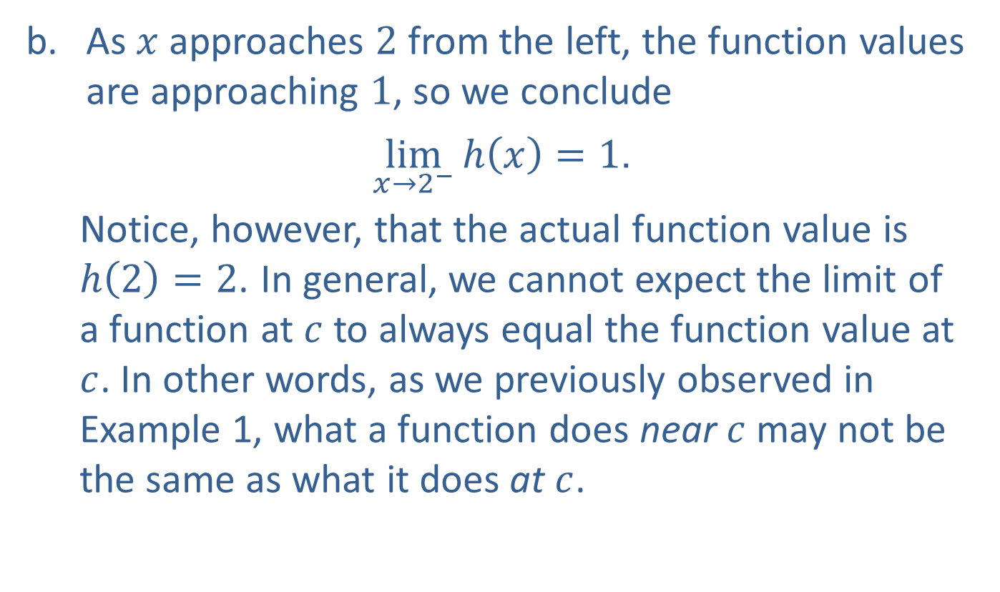 b. As x approaches 2 from the left, the function values
are approaching 1, so we conclude
lim h(x) = 1.
x→2⁻
Notice, however, that the actual function value is
h(2) = 2. In general, we cannot expect the limit of
a function at c to always equal the function value at
c. In other words, as we previously observed in
Example 1, what a function does near c may not be
the same as what it does at c.